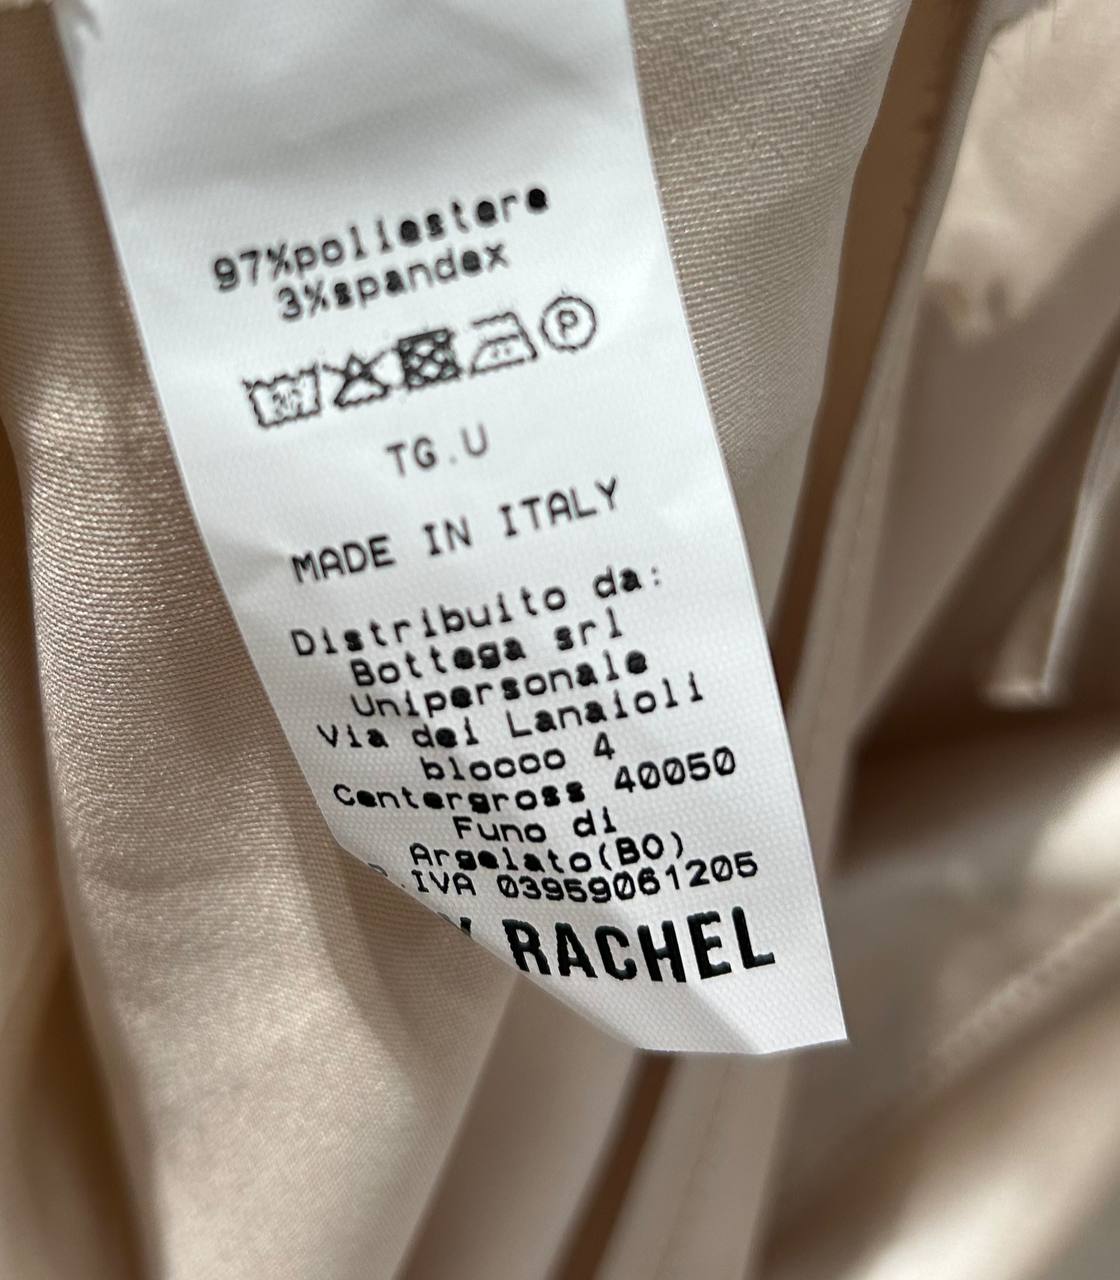 97%poliestere
3%spandex
P
TG.U
MADE IN ITALY
Distribuito da:
Bottega srl
Unipersonale
Via dei Lanaioli
blocco 4
Centergross 40050
Funo di
Argelato(BO)
.IVA 03959061205
RACHEL